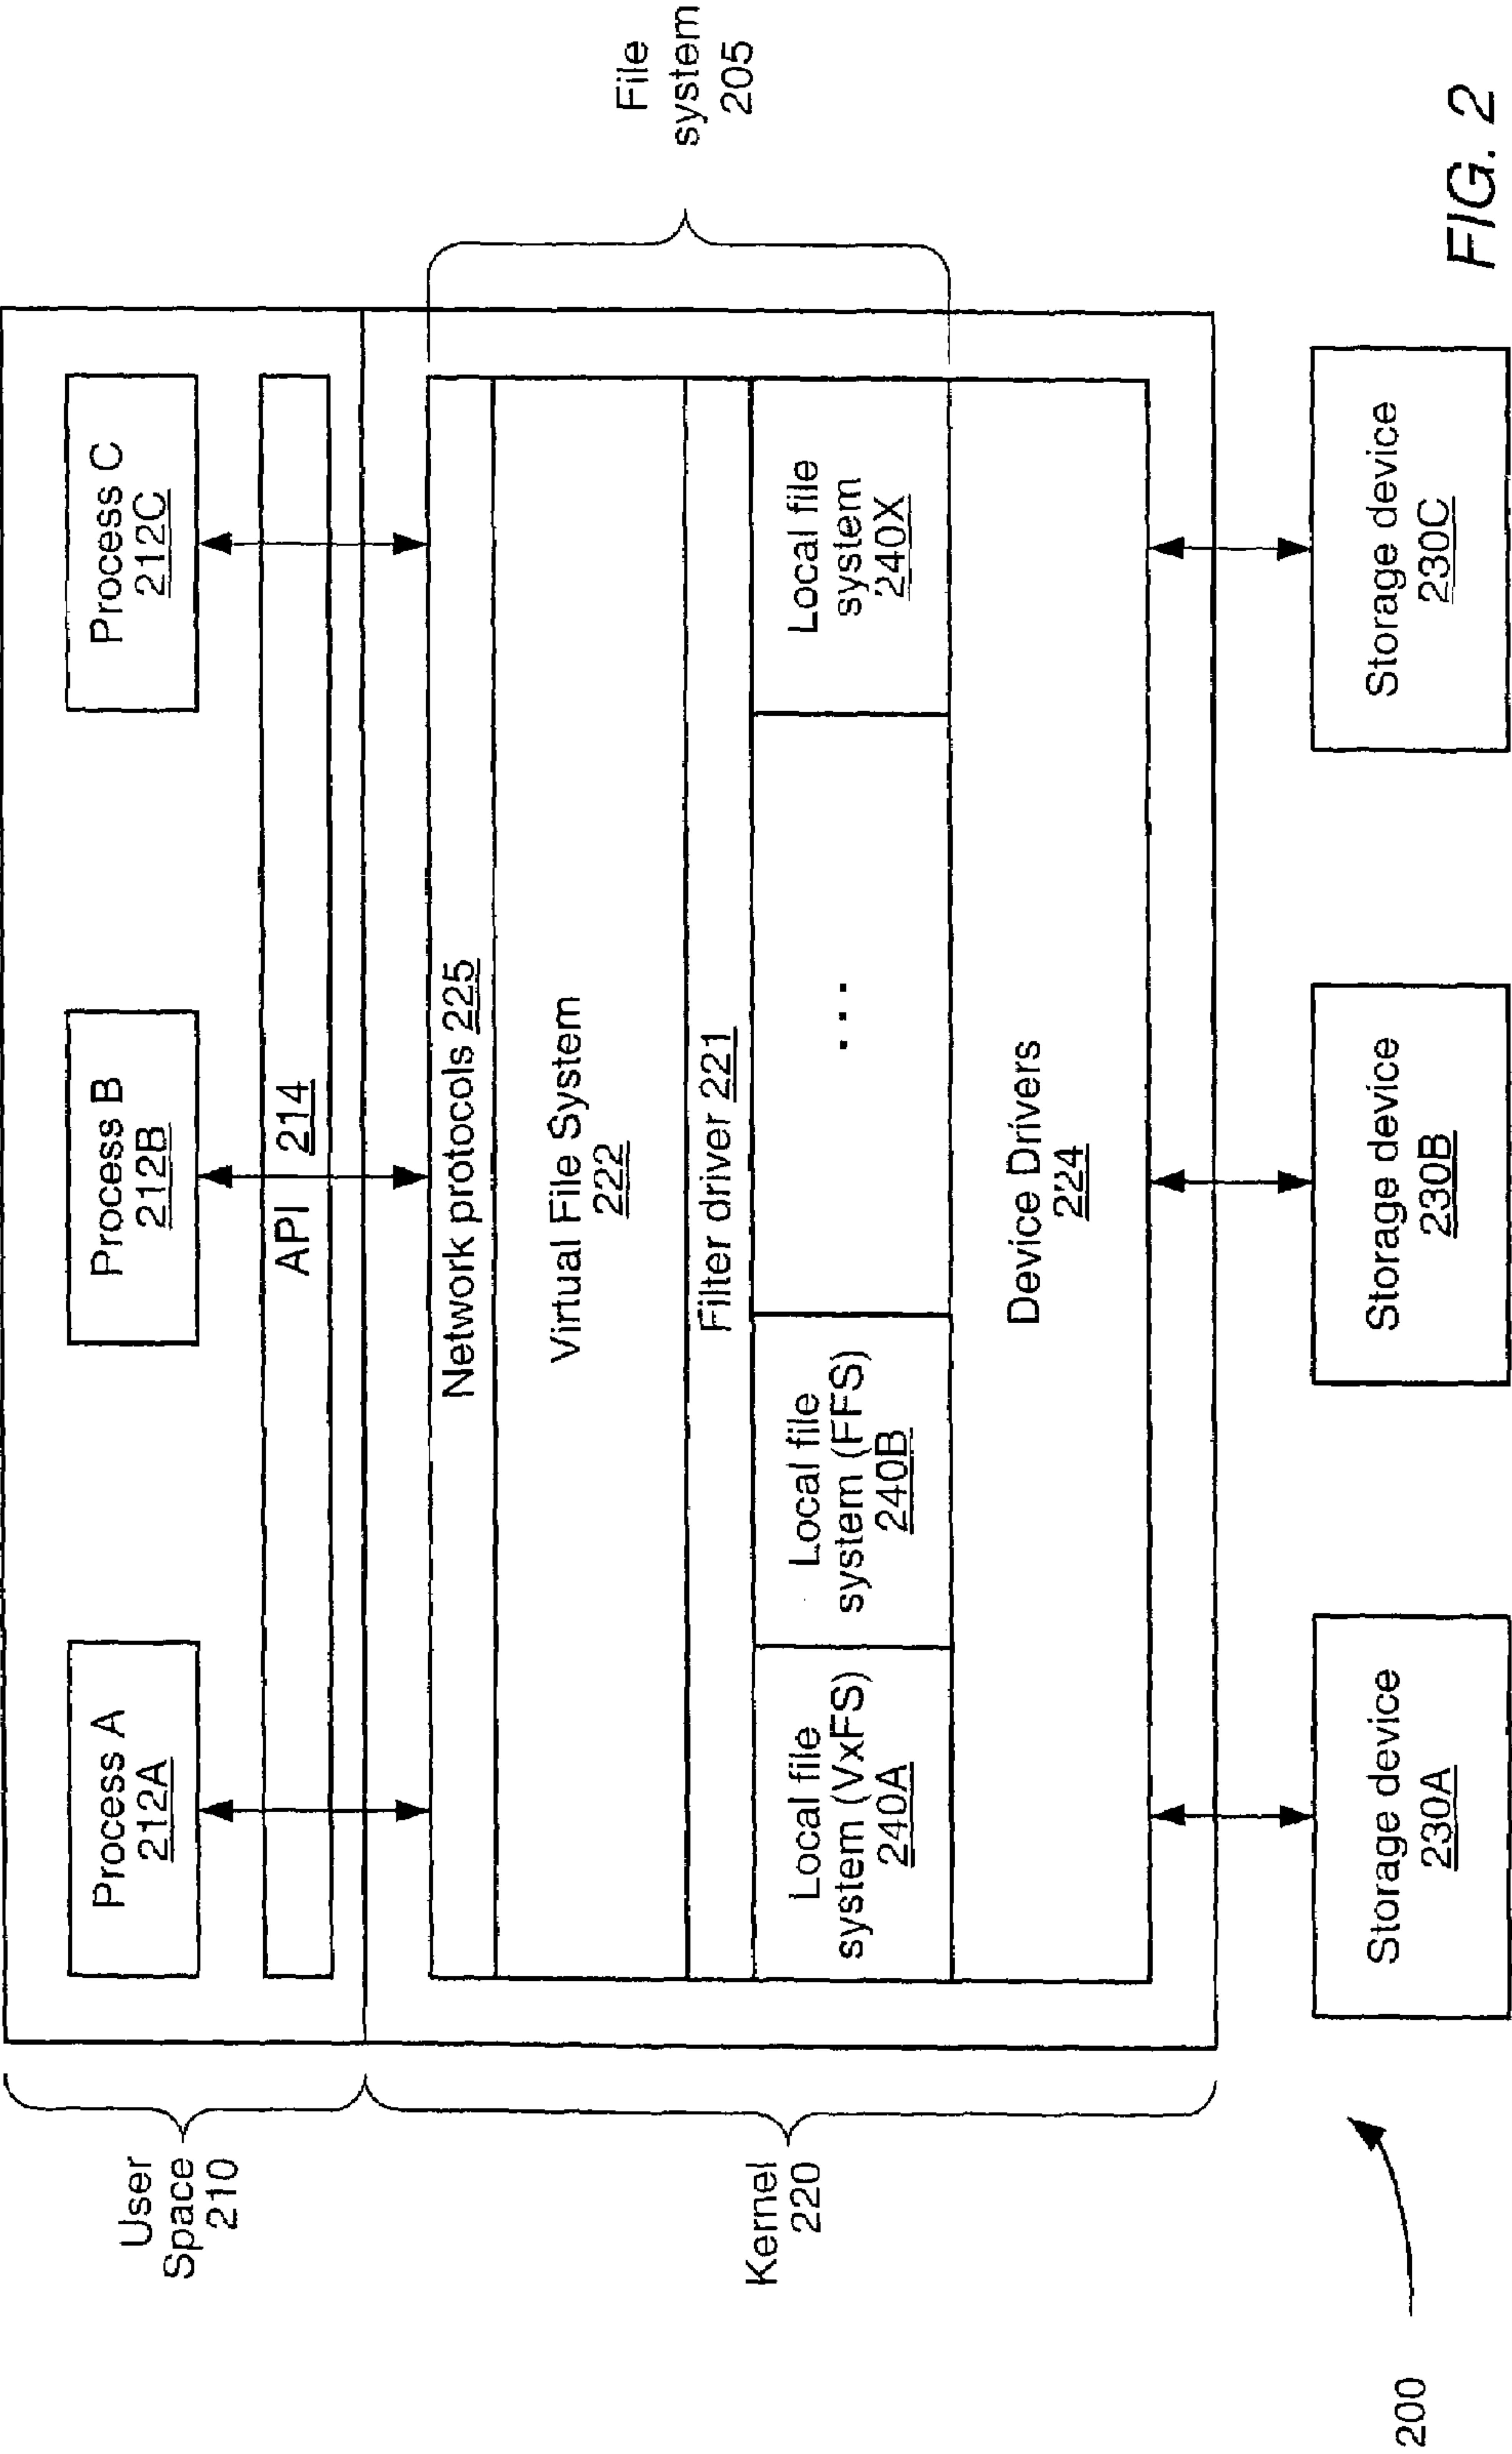 User
Space
210
Process A
212A
Process B
212B
Process C
212C
API 214
Kernel
220
Network protocols 225
Virtual File System
222
Filter driver 221
Local file
system (VxFS)
240A
Local file
system (FFS)
240B
...
Local file
system
240X
Device Drivers
224
File
system
205
Storage device
230A
Storage device
230B
Storage device
230C
200
FIG. 2